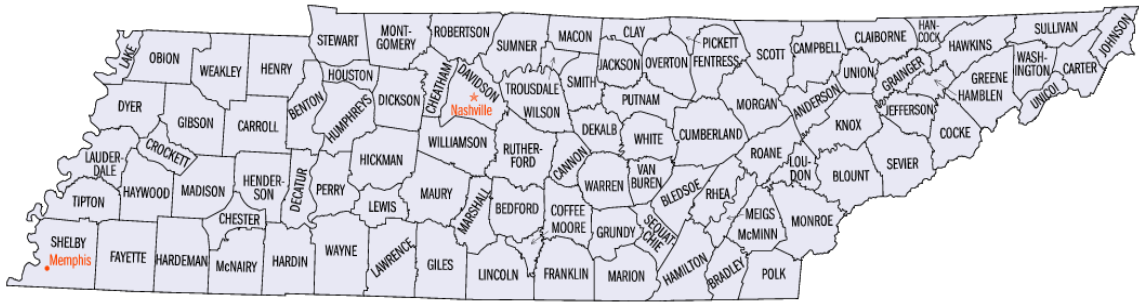 LAKE
OBION
WEAKLEY
HENRY
STEWART
MONT-
GOMERY
ROBERTSON
SUMNER
MACON
CLAY
PICKETT
FENTRESS
SCOTT
CAMPBELL
CLAIBORNE
HAN-
COCK
HAWKINS
SULLIVAN
JOHNSON
HOUSTON
CHEATHAM
DAVIDSON
Nashville
TROUSDALE
SMITH
JACKSON
OVERTON
UNION
GRAINGER
GREENE
HAMBLEN
WASH-
INGTON
CARTER
UNICOI
DYER
GIBSON
CARROLL
BENTON
HUMPHREYS
DICKSON
WILSON
PUTNAM
MORGAN
ANDERSON
KNOX
JEFFERSON
COCKE
CROCKETT
WILLIAMSON
RUTHER-
FORD
CANNON
DEKALB
WHITE
CUMBERLAND
ROANE
LOU-
DON
BLOUNT
SEVIER
LAUDER-
DALE
HAYWOOD
MADISON
HENDER-
SON
DECATUR
PERRY
HICKMAN
MAURY
MARSHALL
BEDFORD
COFFEE
MOORE
WARREN
VAN
BUREN
BLEDSOE
RHEA
MEIGS
McMINN
MONROE
TIPTON
CHESTER
LEWIS
GRUNDY
SEQUAT-
CHIE
SHELBY
Memphis
FAYETTE
HARDEMAN
McNAIRY
HARDIN
WAYNE
LAWRENCE
GILES
LINCOLN
FRANKLIN
MARION
HAMILTON
BRADLEY
POLK